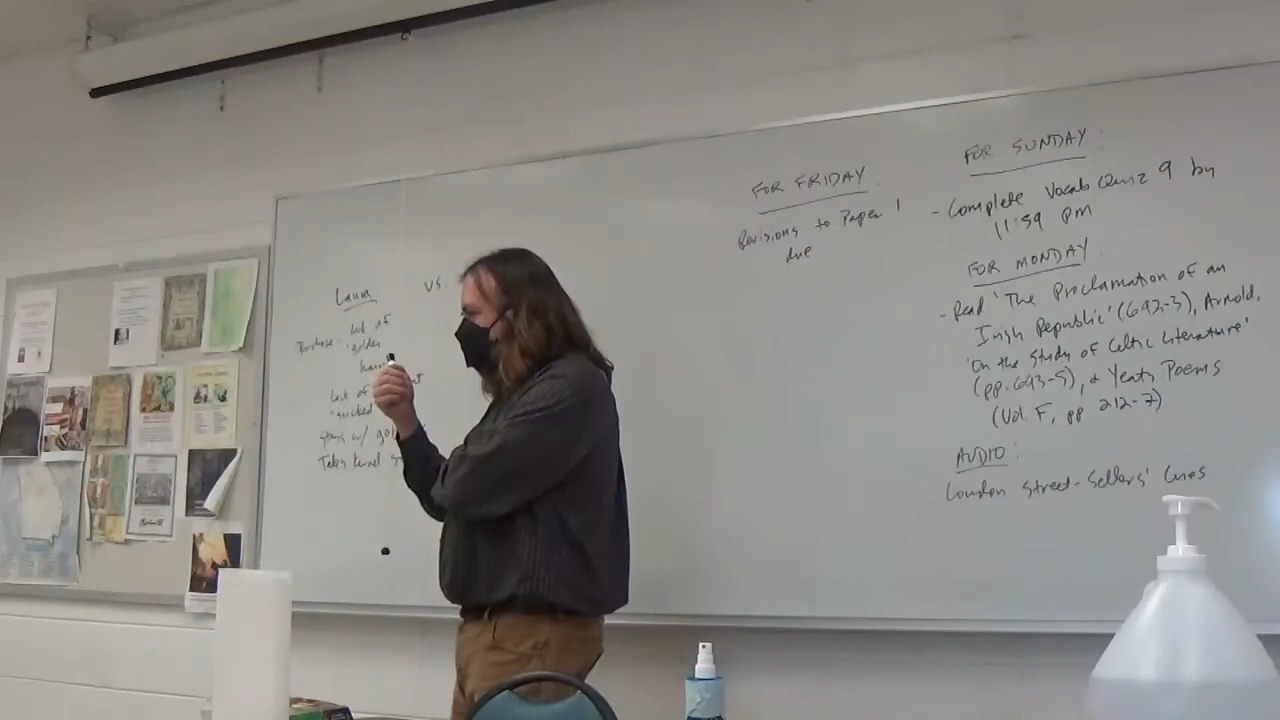 Laura
vs.
Purchase: lock of
golden
Lack of
"sucked
takes kernel
FOR FRIDAY:
Revisions to Paper 1
due
FOR SUNDAY:
- Complete Vocab Quiz 9 by
11:59 PM
FOR MONDAY:
- Read 'The Proclamation of an
Irish Republic' (692-3), Arnold,
'On the Study of Celtic Literature'
(pp. 693-5), & Yeats Poems
(Vol. F, pp 212-7)
AUDIO:
London Street-Sellers' Cries